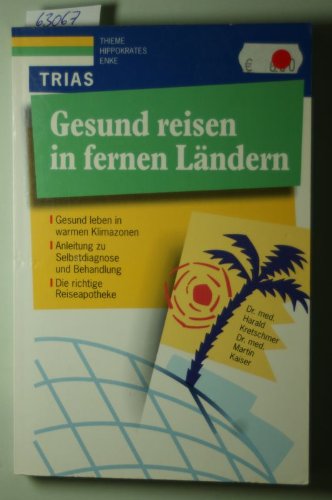 63067
THIEME
HIPPOKRATES
ENKE
TRIAS
Gesund reisen
in fernen Ländern
Gesund leben in
warmen Klimazonen
Anleitung zu
Selbstdiagnose
und Behandlung
Die richtige
Reiseapotheke
Dr. med.
Harald
Kretschmer
Dr. med.
Martin
Kaiser